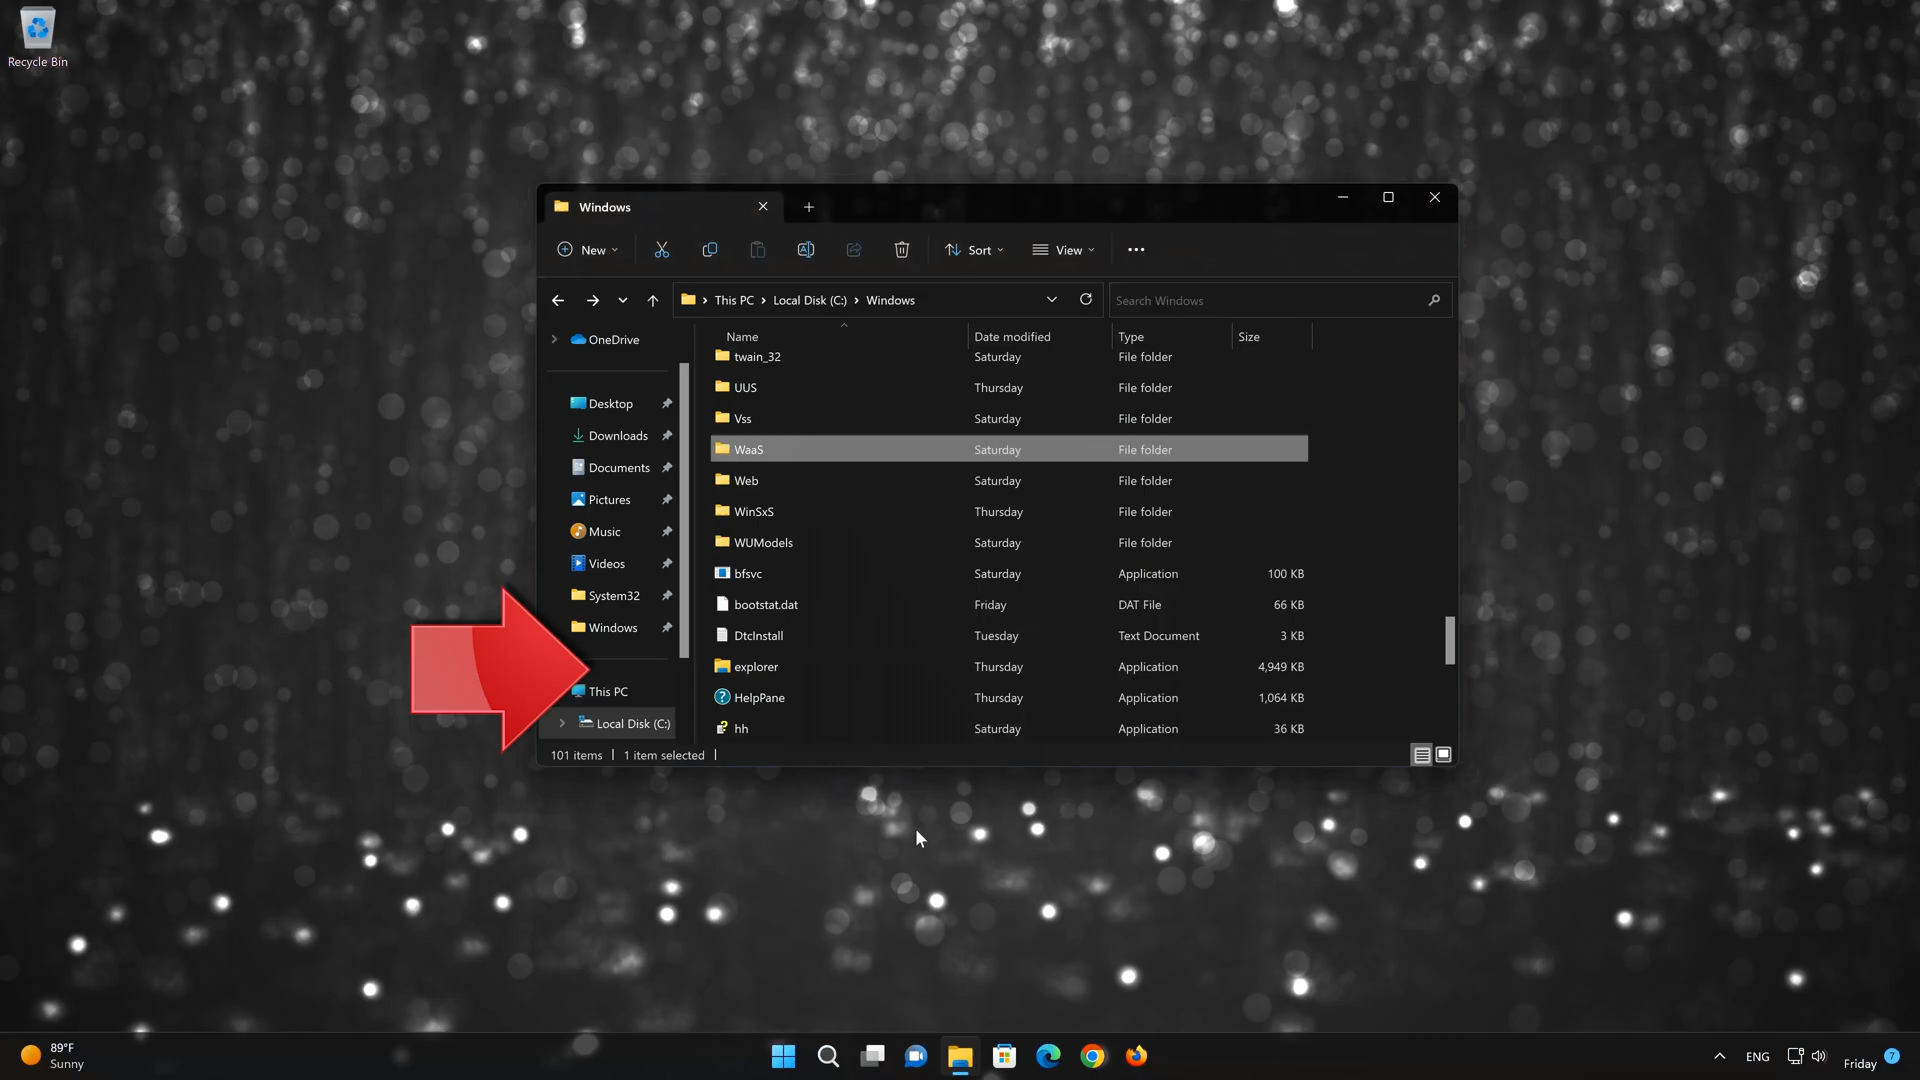 Recycle Bin
Windows
New
Sort
View
This PC
Local Disk (C:)
Windows
Search Windows
OneDrive
Desktop
Downloads
Documents
Pictures
Music
Videos
System32
Windows
This PC
Local Disk (C:)
Name Date modified Type Size
twain_32 Saturday File folder
UUS Thursday File folder
Vss Saturday File folder
WaaS Saturday File folder
Web Saturday File folder
WinSxS Thursday File folder
WUModels Saturday File folder
bfsvc Saturday Application 100 KB
bootstat.dat Friday DAT File 66 KB
DtcInstall Tuesday Text Document 3 KB
explorer Thursday Application 4,949 KB
HelpPane Thursday Application 1,064 KB
hh Saturday Application 36 KB
101 items 1 item selected
89°F
Sunny
ENG
Friday
7